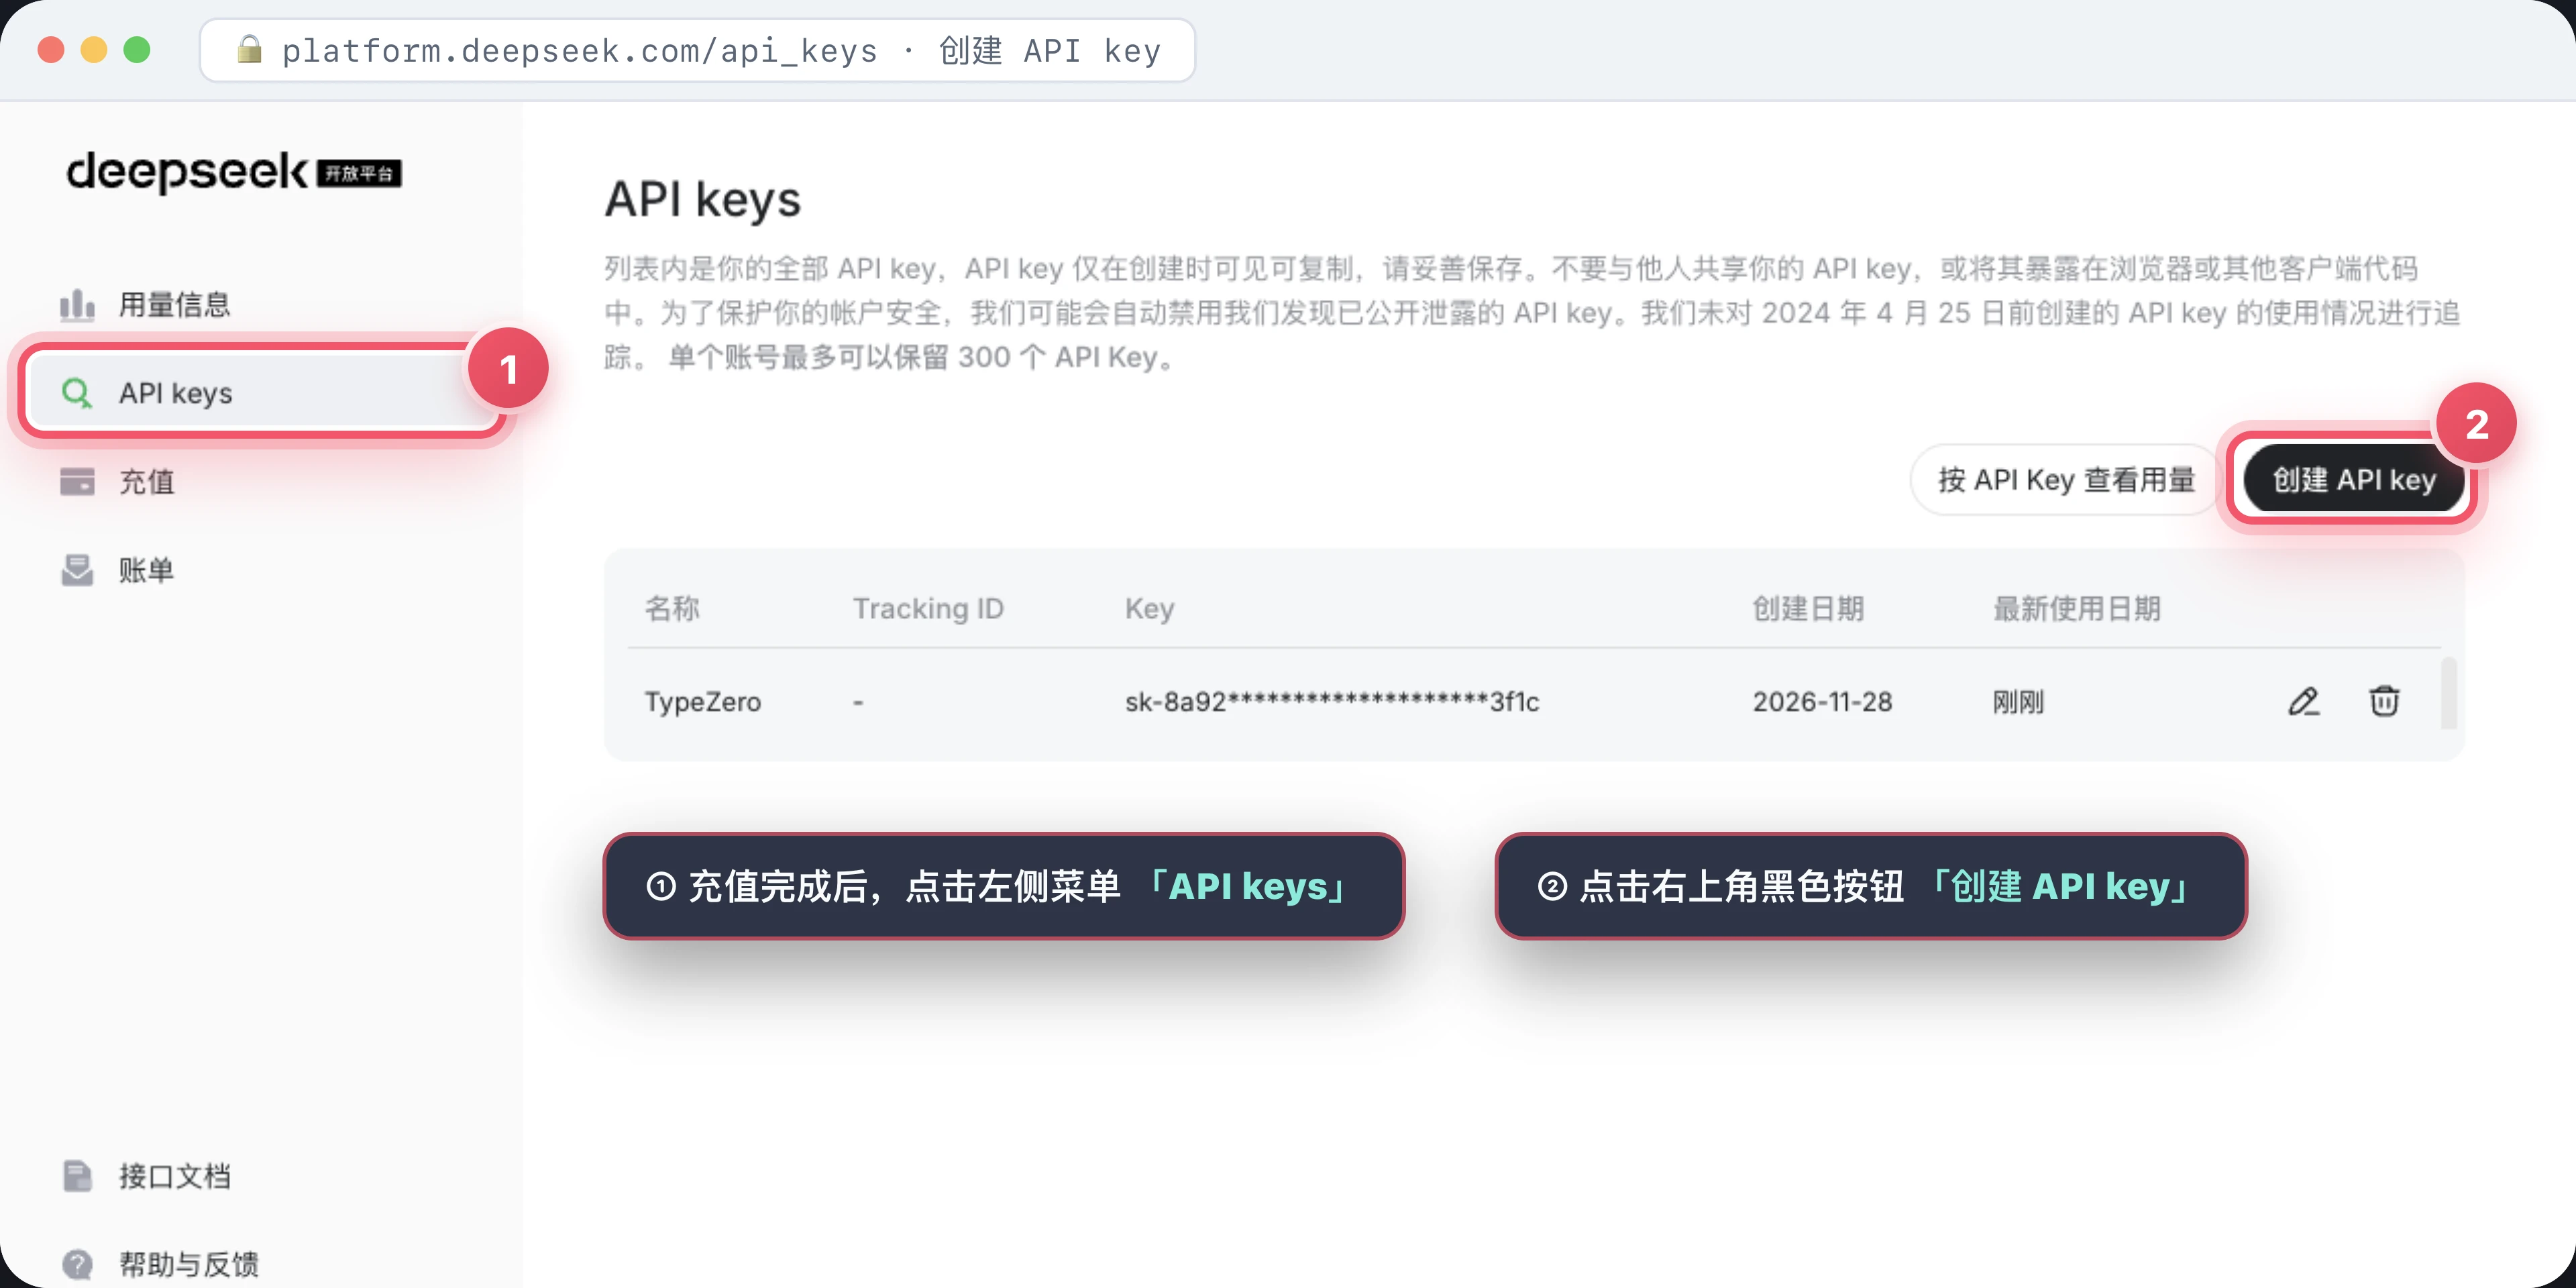 platform.deepseek.com/api_keys · 创建 API key
deepseek 开放平台
用量信息
API keys
1
充值
账单
接口文档
帮助与反馈
API keys
列表内是你的全部 API key，API key 仅在创建时可见可复制，请妥善保存。不要与他人共享你的 API key，或将其暴露在浏览器或其他客户端代码
中。为了保护你的帐户安全，我们可能会自动禁用我们发现已公开泄露的 API key。我们未对 2024 年 4 月 25 日前创建的 API key 的使用情况进行追
踪。 单个账号最多可以保留 300 个 API Key。
按 API Key 查看用量
创建 API key
2
名称 Tracking ID Key 创建日期 最新使用日期
TypeZero - sk-8a92********************3f1c 2026-11-28 刚刚
① 充值完成后，点击左侧菜单 「API keys」
② 点击右上角黑色按钮 「创建 API key」